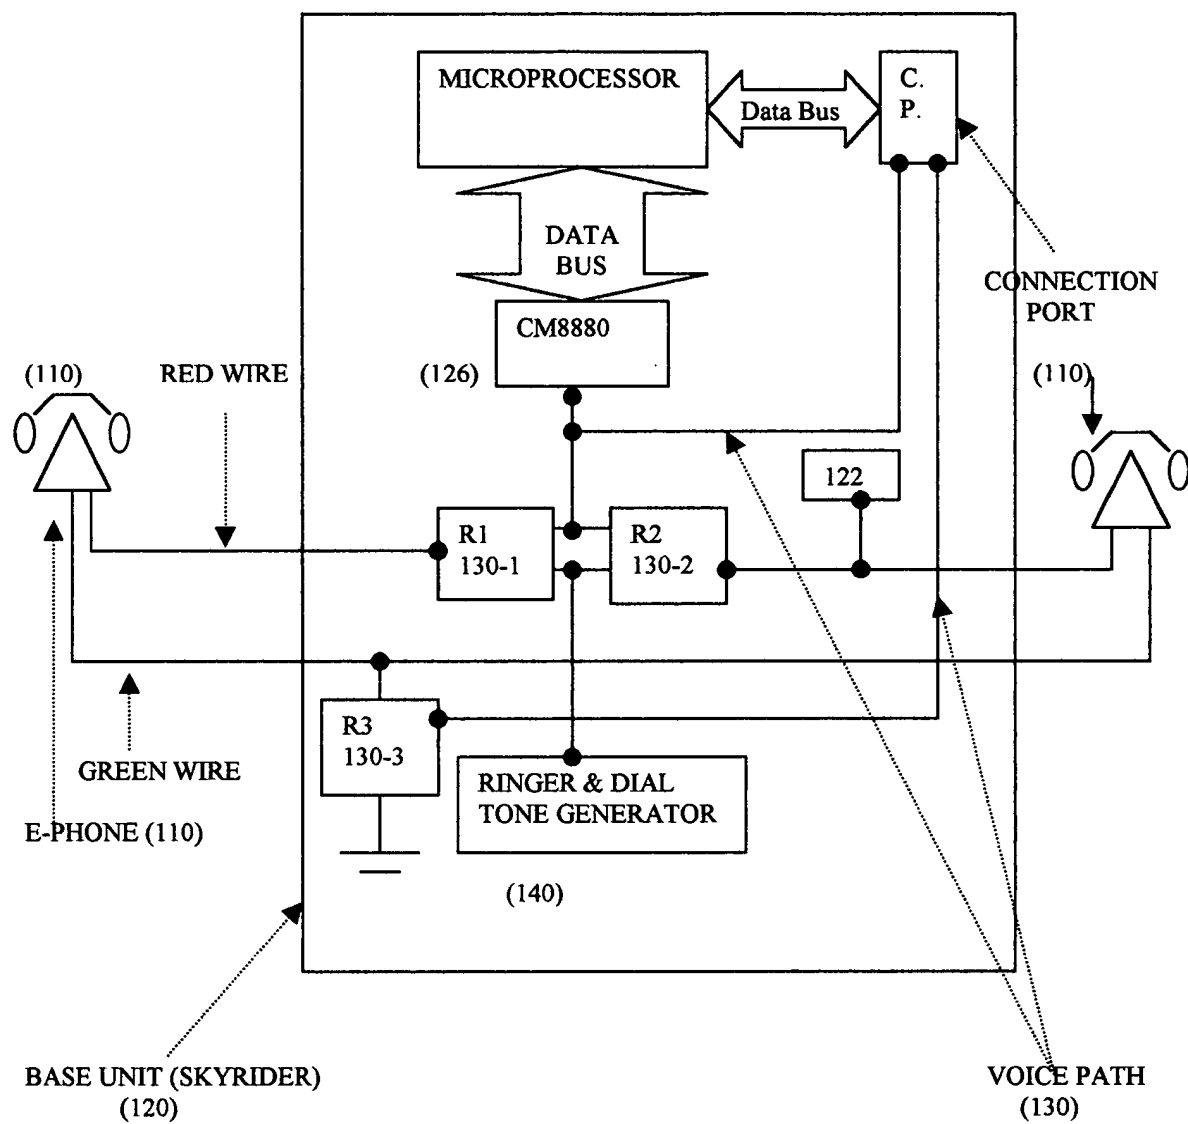 MICROPROCESSOR
C.
P.
Data Bus
DATA
BUS
CONNECTION
PORT
CM8880
(110)
RED WIRE
(126)
(110)
122
R1
130-1
R2
130-2
R3
130-3
GREEN WIRE
RINGER & DIAL
TONE GENERATOR
E-PHONE (110)
(140)
BASE UNIT (SKYRIDER)
(120)
VOICE PATH
(130)